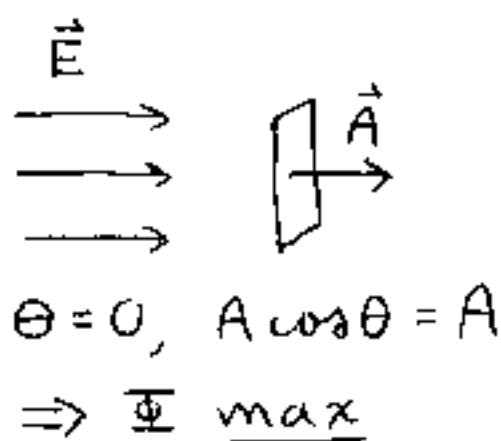 E⃗
A⃗
θ = 0, A cos θ = A
⇒ Φ max